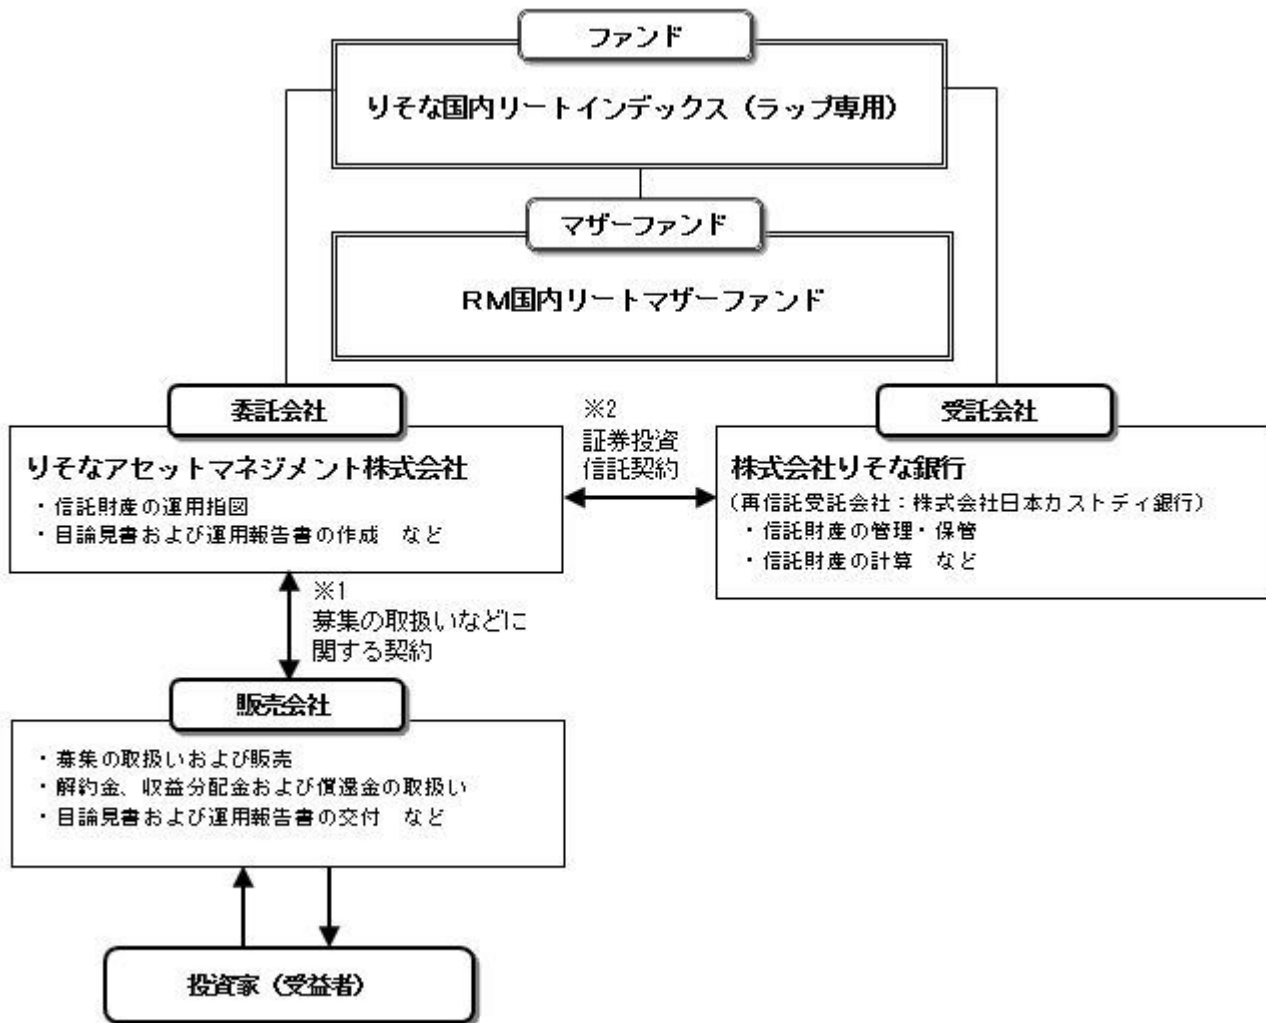 ファンド
りそな国内リートインデックス（ラップ専用）
マザーファンド
RM国内リートマザーファンド
委託会社
りそなアセットマネジメント株式会社
・信託財産の運用指図
・目論見書および運用報告書の作成　など
※2
証券投資
信託契約
受託会社
株式会社りそな銀行
（再信託受託会社：株式会社日本カストディ銀行）
・信託財産の管理・保管
・信託財産の計算　など
※1
募集の取扱いなどに
関する契約
販売会社
・募集の取扱いおよび販売
・解約金、収益分配金および償還金の取扱い
・目論見書および運用報告書の交付　など
投資家（受益者）